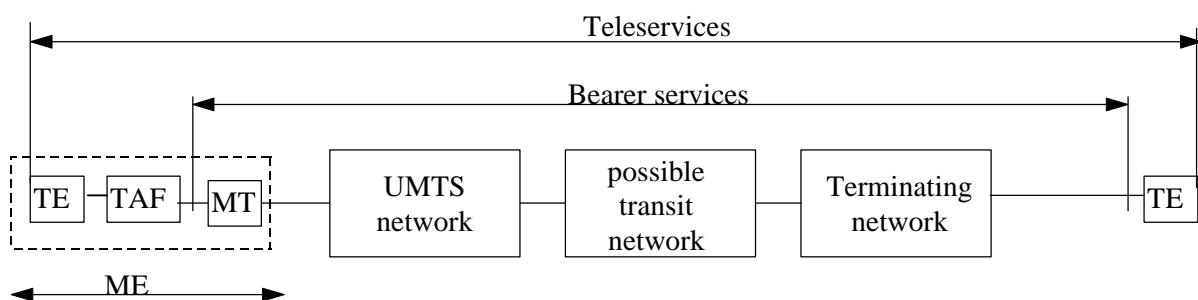 Teleservices
Bearer services
TE
TAF
MT
UMTS
network
possible
transit
network
Terminating
network
TE
ME